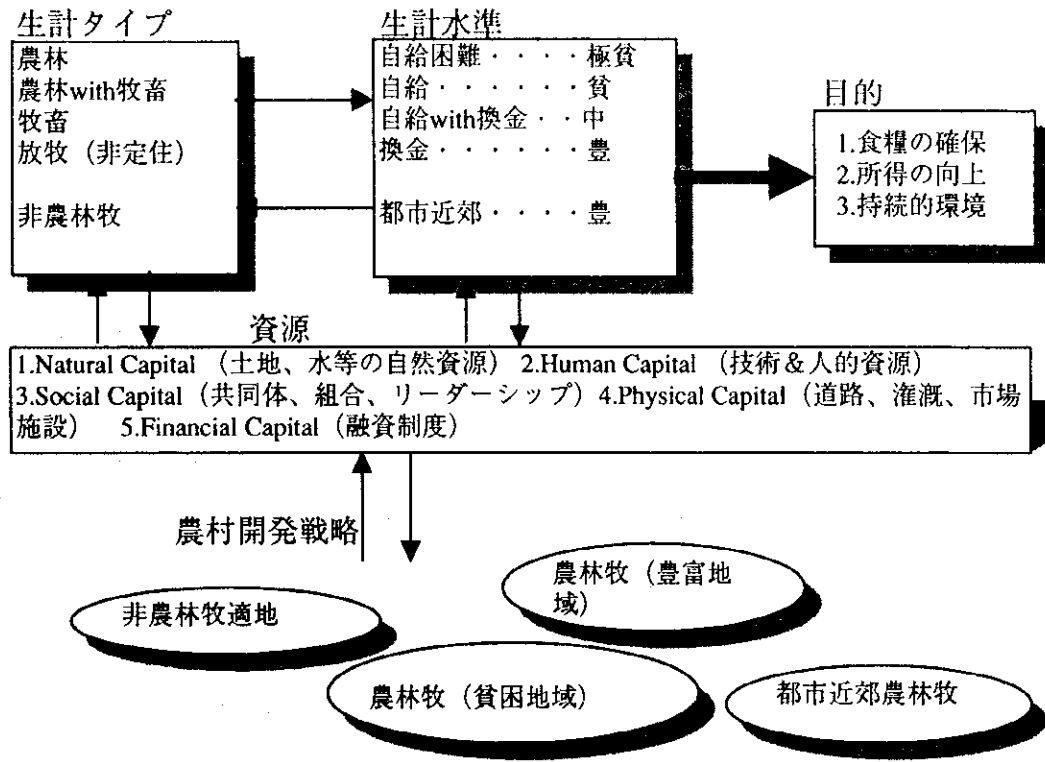 生計タイプ
農林
農林with牧畜
牧畜
放牧（非定住）
非農林牧
生計水準
自給困難・・・・極貧
自給・・・・・・貧
自給with換金・・中
換金・・・・・・豊
都市近郊・・・・豊
目的
1.食糧の確保
2.所得の向上
3.持続的環境
資源
1.Natural Capital（土地、水等の自然資源）2.Human Capital（技術＆人的資源）
3.Social Capital（共同体、組合、リーダーシップ）4.Physical Capital（道路、潅漑、市場
施設）　5.Financial Capital（融資制度）
農村開発戦略
農林牧（豊富地
域）
非農林牧適地
農林牧（貧困地域）
都市近郊農林牧